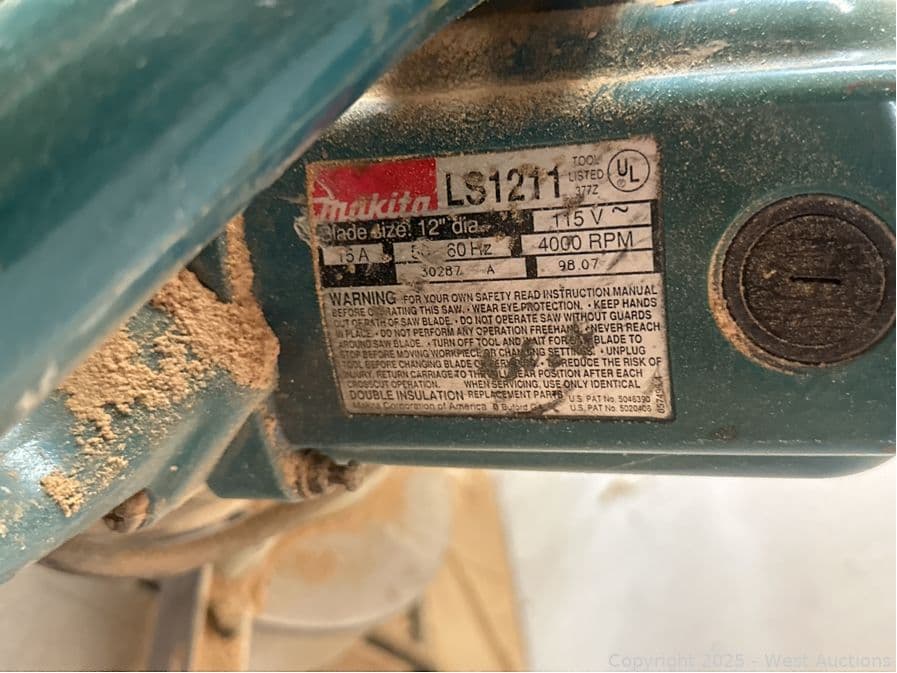 Makita LS1211 TOOL LISTED 377Z UL
Blade size: 12" dia. 115 V ~
15 A 60 Hz 4000 RPM
30287 A 98.07
WARNING FOR YOUR OWN SAFETY READ INSTRUCTION MANUAL
BEFORE OPERATING THIS SAW. • WEAR EYE PROTECTION. • KEEP HANDS
OUT OF PATH OF SAW BLADE. • DO NOT OPERATE SAW WITHOUT GUARDS
IN PLACE. • DO NOT PERFORM ANY OPERATION FREEHAND. • NEVER REACH
AROUND SAW BLADE. • TURN OFF TOOL AND WAIT FOR SAW BLADE TO
STOP BEFORE MOVING WORKPIECE OR CHANGING SETTINGS. • UNPLUG
TOOL BEFORE CHANGING BLADE OR SERVICING. • TO REDUCE THE RISK OF
INJURY, RETURN CARRIAGE TO THE FULL REAR POSITION AFTER EACH
CROSSCUT OPERATION. WHEN SERVICING, USE ONLY IDENTICAL
DOUBLE INSULATION REPLACEMENT PARTS U.S. PAT No. 5046390
Makita Corporation of America Buford U.S. PAT No. 5020406
Copyright 2025 - West Auctions